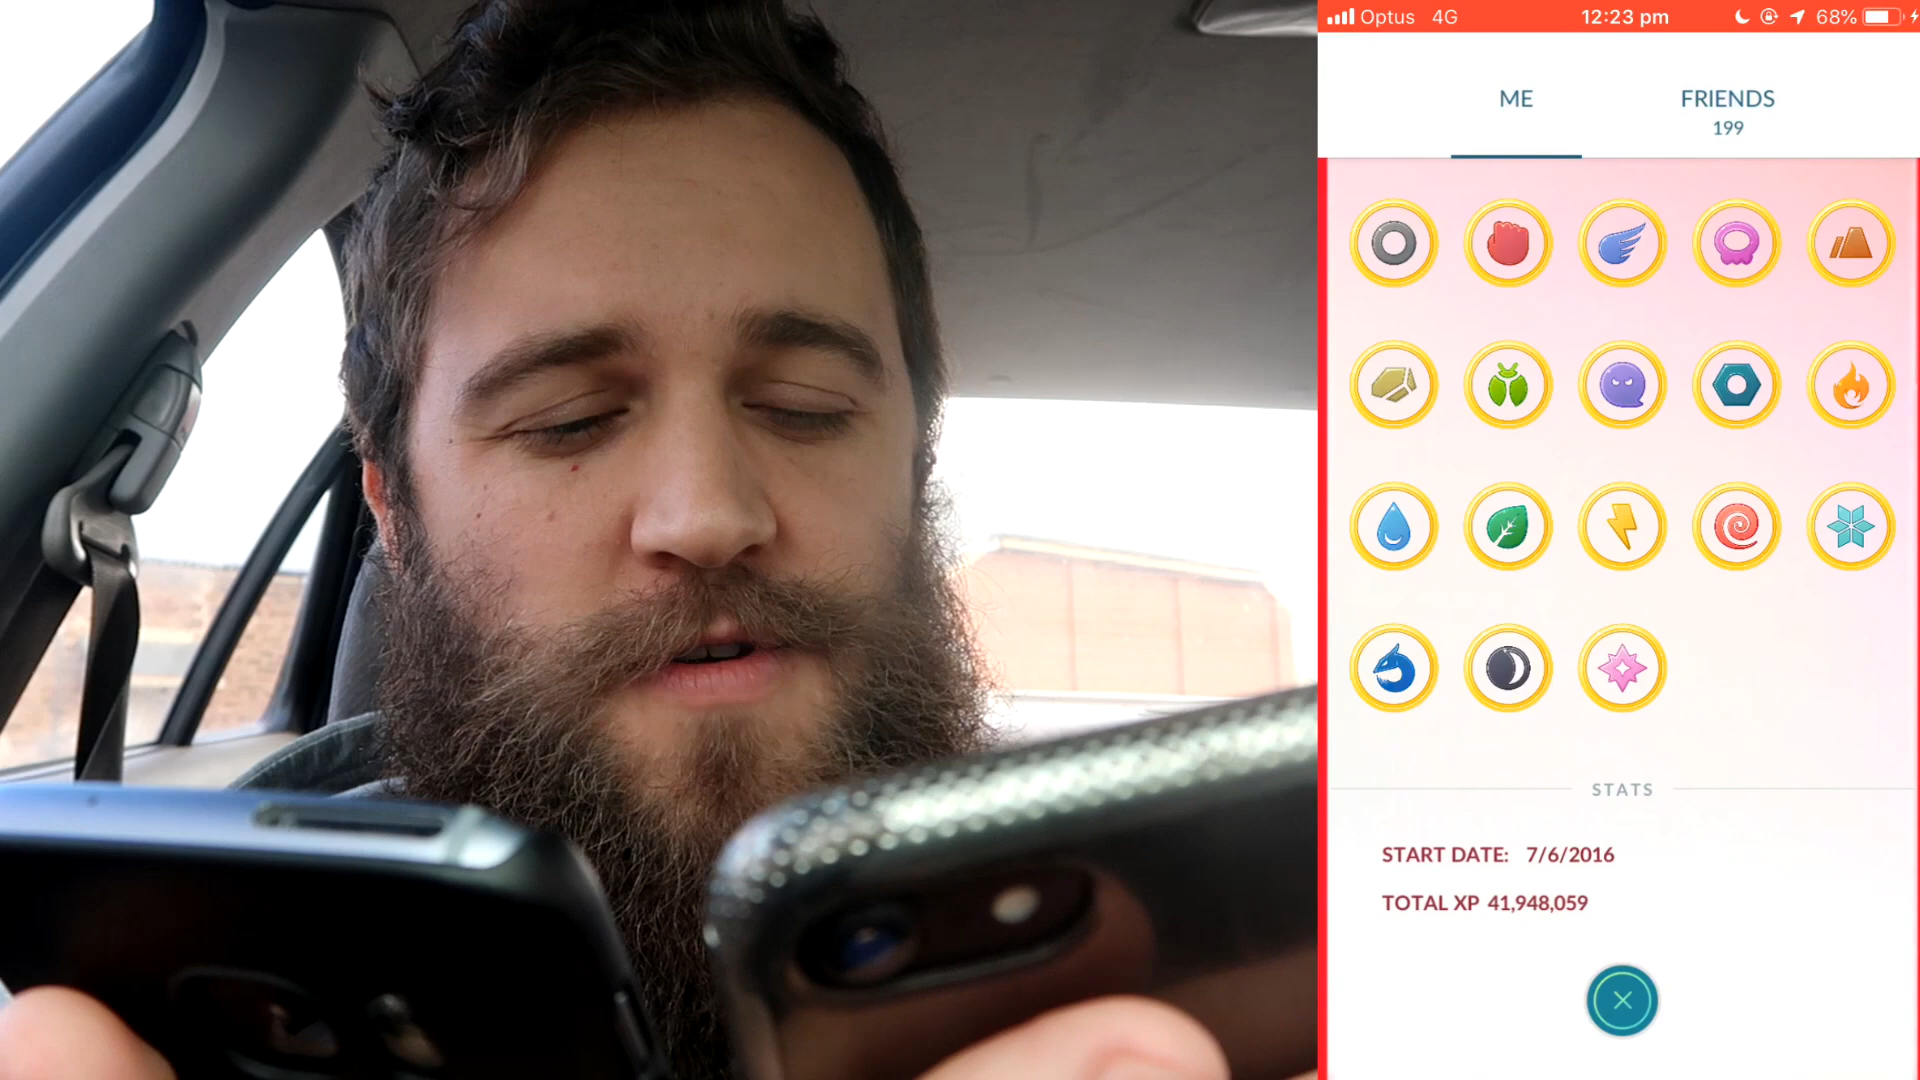 Optus 4G 12:23 pm 68%
ME FRIENDS
199
STATS
START DATE: 7/6/2016
TOTAL XP 41,948,059